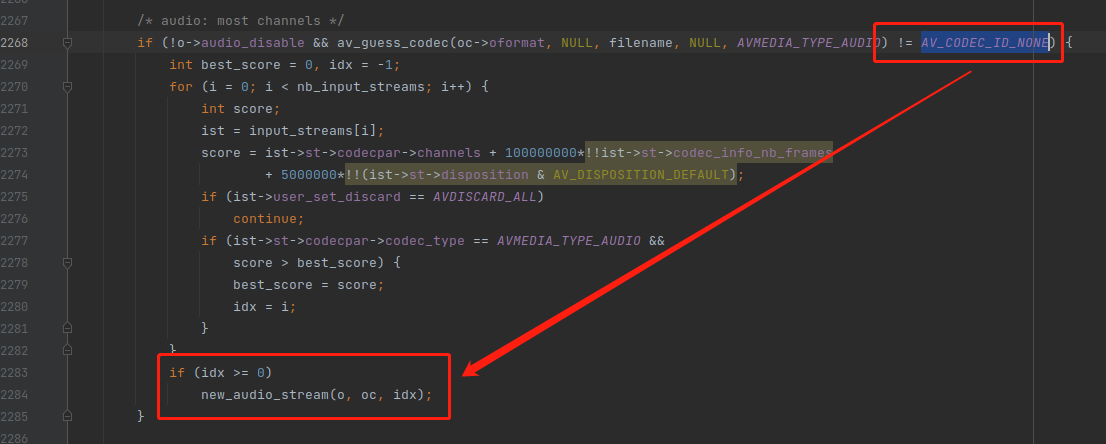 2267 /* audio: most channels */
2268 if (!o->audio_disable && av_guess_codec(oc->oformat, NULL, filename, NULL, AVMEDIA_TYPE_AUDIO) != AV_CODEC_ID_NONE) {
2269 int best_score = 0, idx = -1;
2270 for (i = 0; i < nb_input_streams; i++) {
2271 int score;
2272 ist = input_streams[i];
2273 score = ist->st->codecpar->channels + 100000000*!!ist->st->codec_info_nb_frames
2274 + 5000000*!!(ist->st->disposition & AV_DISPOSITION_DEFAULT);
2275 if (ist->user_set_discard == AVDISCARD_ALL)
2276 continue;
2277 if (ist->st->codecpar->codec_type == AVMEDIA_TYPE_AUDIO &&
2278 score > best_score) {
2279 best_score = score;
2280 idx = i;
2281 }
2282 }
2283 if (idx >= 0)
2284 new_audio_stream(o, oc, idx);
2285 }
2286